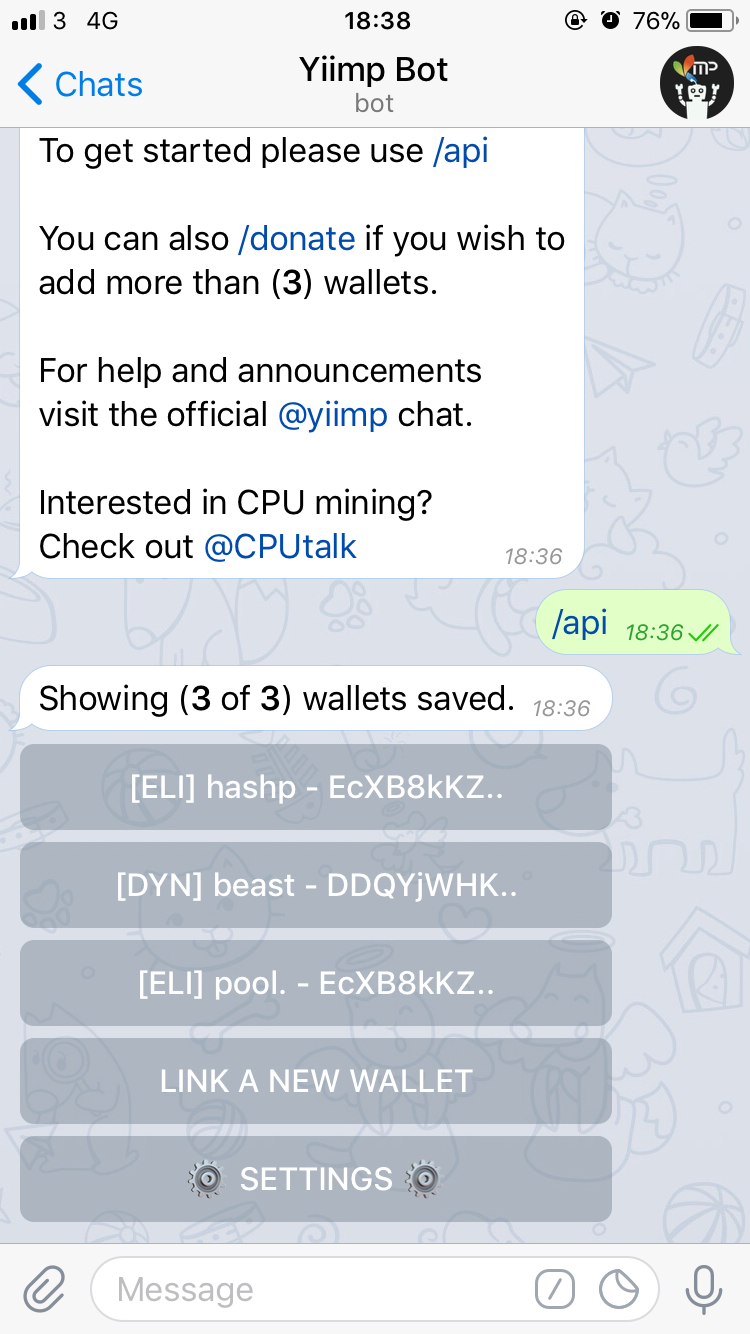 3 4G 18:38 76%
Chats
Yiimp Bot
bot
MP
To get started please use /api
You can also /donate if you wish to
add more than (3) wallets.
For help and announcements
visit the official @yiimp chat.
Interested in CPU mining?
Check out @CPUtalk
18:36
/api 18:36
Showing (3 of 3) wallets saved. 18:36
[ELI] hashp - EcXB8kKZ..
[DYN] beast - DDQYjWHK..
[ELI] pool. - EcXB8kKZ..
LINK A NEW WALLET
SETTINGS
Message